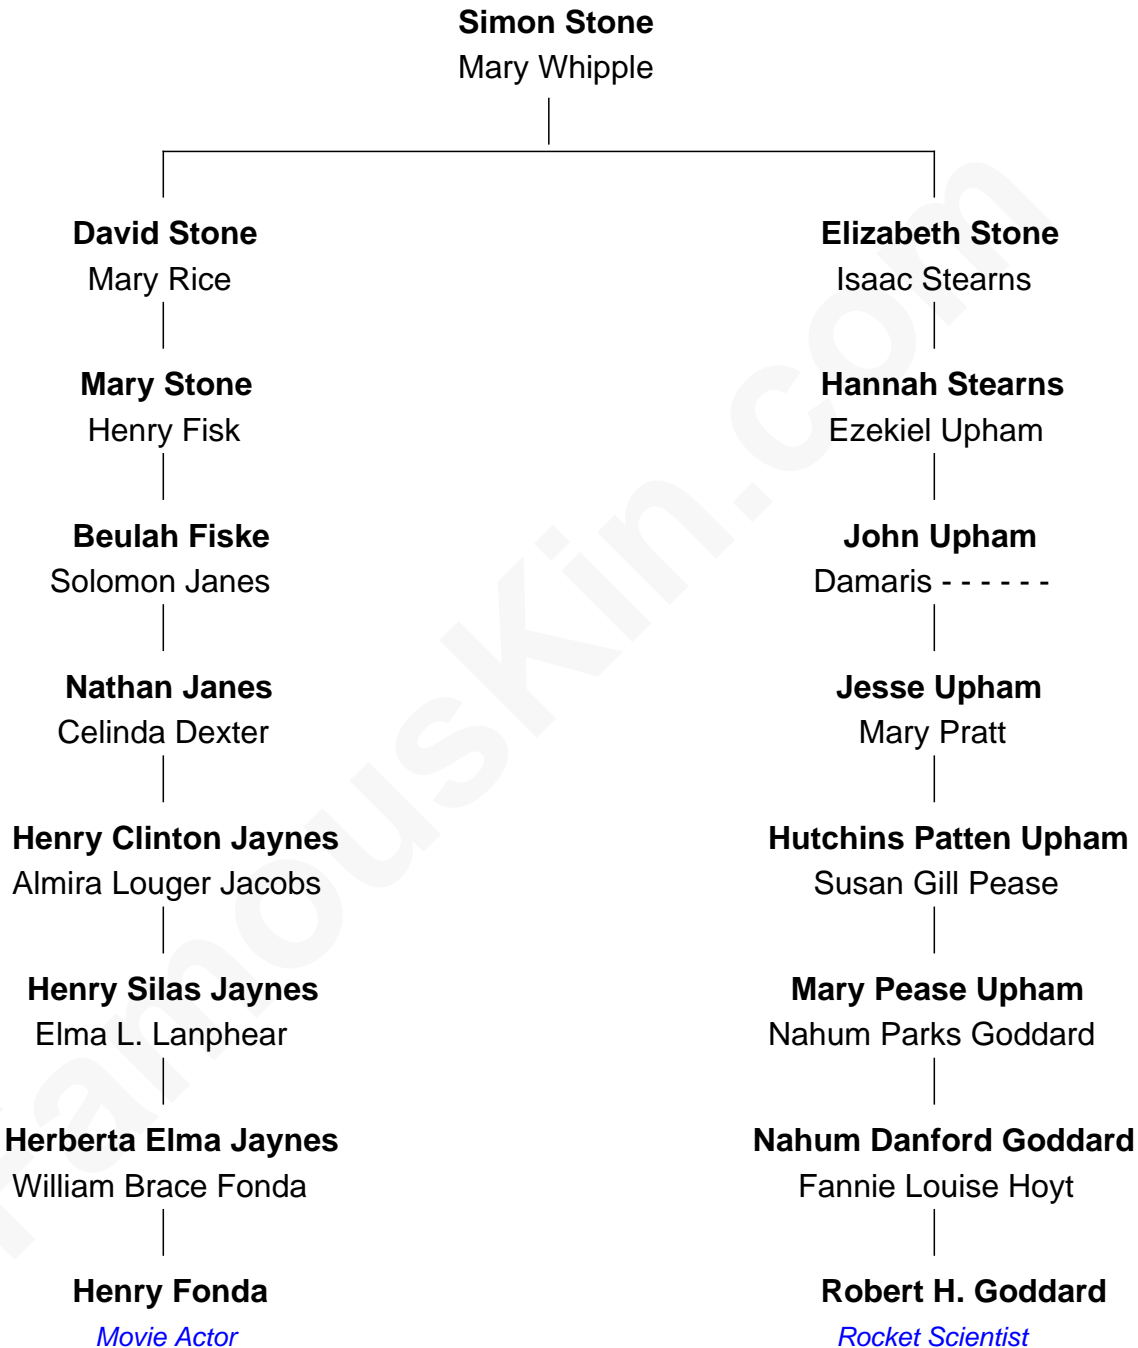 Simon Stone
Mary Whipple
David Stone
Mary Rice
Elizabeth Stone
Isaac Stearns
Mary Stone
Henry Fisk
Hannah Stearns
Ezekiel Upham
Beulah Fiske
Solomon Janes
John Upham
Damaris - - - - - -
Nathan Janes
Celinda Dexter
Jesse Upham
Mary Pratt
Henry Clinton Jaynes
Almira Louger Jacobs
Hutchins Patten Upham
Susan Gill Pease
Henry Silas Jaynes
Elma L. Lanphear
Mary Pease Upham
Nahum Parks Goddard
Herberta Elma Jaynes
William Brace Fonda
Nahum Danford Goddard
Fannie Louise Hoyt
Henry Fonda
Movie Actor
Robert H. Goddard
Rocket Scientist
FamousKin.com